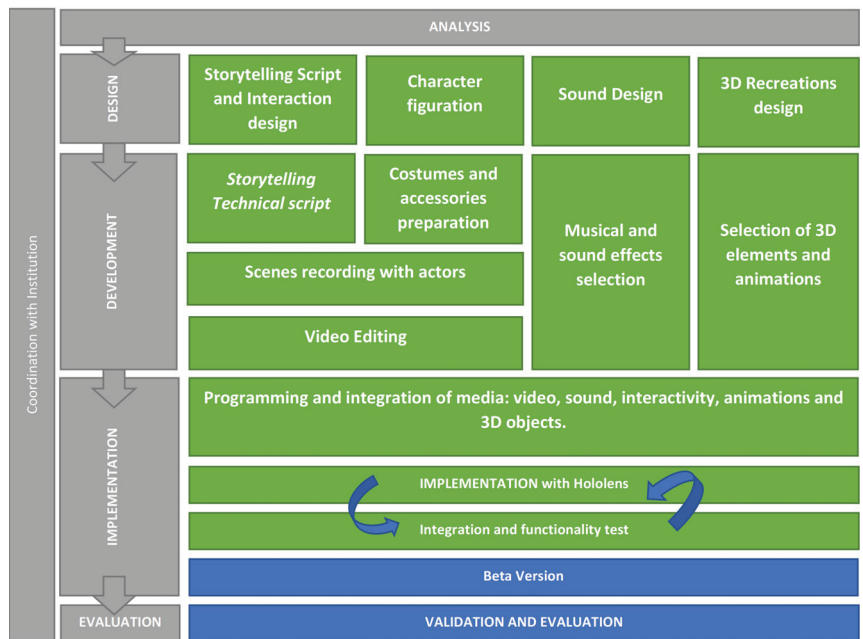 Coordination with Institution
ANALYSIS
DESIGN
Storytelling Script
and Interaction
design
Character
figuration
Sound Design
3D Recreations
design
DEVELOPMENT
Storytelling
Technical script
Costumes and
accessories
preparation
Musical and
sound effects
selection
Selection of 3D
elements and
animations
Scenes recording with actors
Video Editing
IMPLEMENTATION
Programming and integration of media: video, sound, interactivity, animations and
3D objects.
IMPLEMENTATION with Hololens
Integration and functionality test
Beta Version
EVALUATION
VALIDATION AND EVALUATION